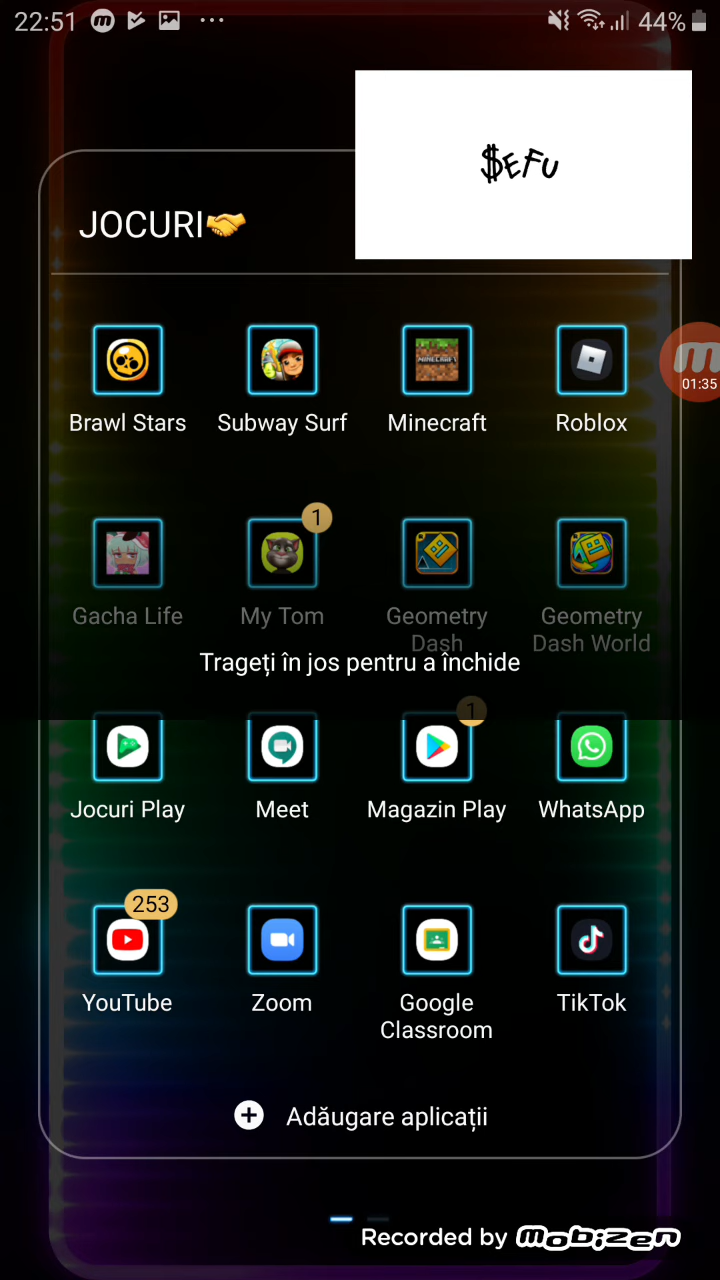 22:51
44%
$EFU
JOCURI🤝
MINECRAFT
01:35
Brawl Stars
Subway Surf
Minecraft
Roblox
1
Gacha Life
My Tom
Geometry
Dash
Geometry
Dash World
Trageți în jos pentru a închide
1
Jocuri Play
Meet
Magazin Play
WhatsApp
253
YouTube
Zoom
Google
Classroom
TikTok
Adăugare aplicații
Recorded by mobizen